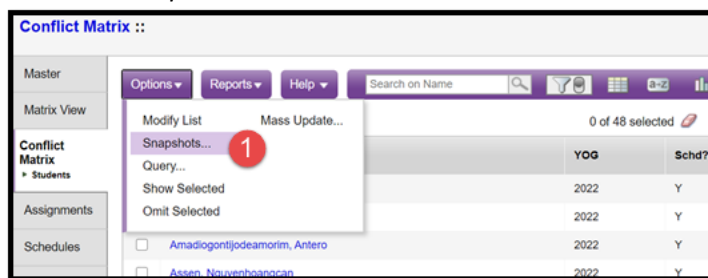 Conflict Matrix ::
Master
Options▾ Reports▾ Help ▾ Search on Name a-z
Matrix View
Modify List Mass Update...
0 of 48 selected
Snapshots...
1
Conflict
Matrix
▸ Students
YOG Schd?
Query...
Show Selected
2022 Y
Assignments
Omit Selected
2022 Y
Schedules
Amadiogontijodeamorim, Antero 2022 Y
Assen, Nguyenhoangcan 2022 Y